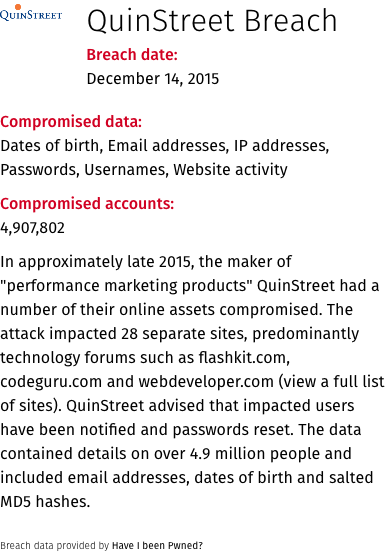 QUINSTREET
QuinStreet Breach
Breach date:
December 14, 2015
Compromised data:
Dates of birth, Email addresses, IP addresses,
Passwords, Usernames, Website activity
Compromised accounts:
4,907,802
In approximately late 2015, the maker of
"performance marketing products" QuinStreet had a
number of their online assets compromised. The
attack impacted 28 separate sites, predominantly
technology forums such as flashkit.com,
codeguru.com and webdeveloper.com (view a full list
of sites). QuinStreet advised that impacted users
have been notified and passwords reset. The data
contained details on over 4.9 million people and
included email addresses, dates of birth and salted
MD5 hashes.
Breach data provided by Have I been Pwned?